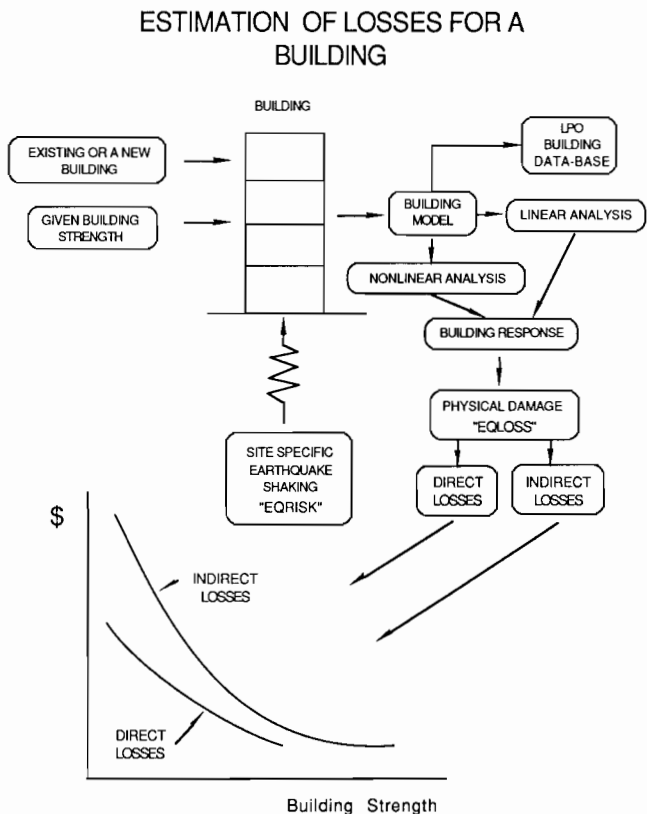 ESTIMATION OF LOSSES FOR A
BUILDING
BUILDING
EXISTING OR A NEW
BUILDING
GIVEN BUILDING
STRENGTH
LPO
BUILDING
DATA-BASE
BUILDING
MODEL
LINEAR ANALYSIS
NONLINEAR ANALYSIS
BUILDING RESPONSE
PHYSICAL DAMAGE
"EQLOSS"
SITE SPECIFIC
EARTHQUAKE
SHAKING
"EQRISK"
DIRECT
LOSSES
INDIRECT
LOSSES
$
INDIRECT
LOSSES
DIRECT
LOSSES
Building Strength